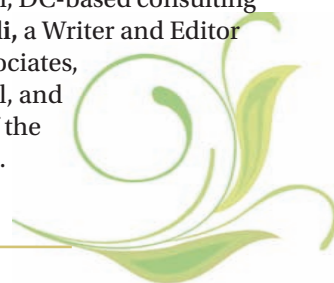 DC-based consulting
li, a Writer and Editor
ociates,
l, and
the
.